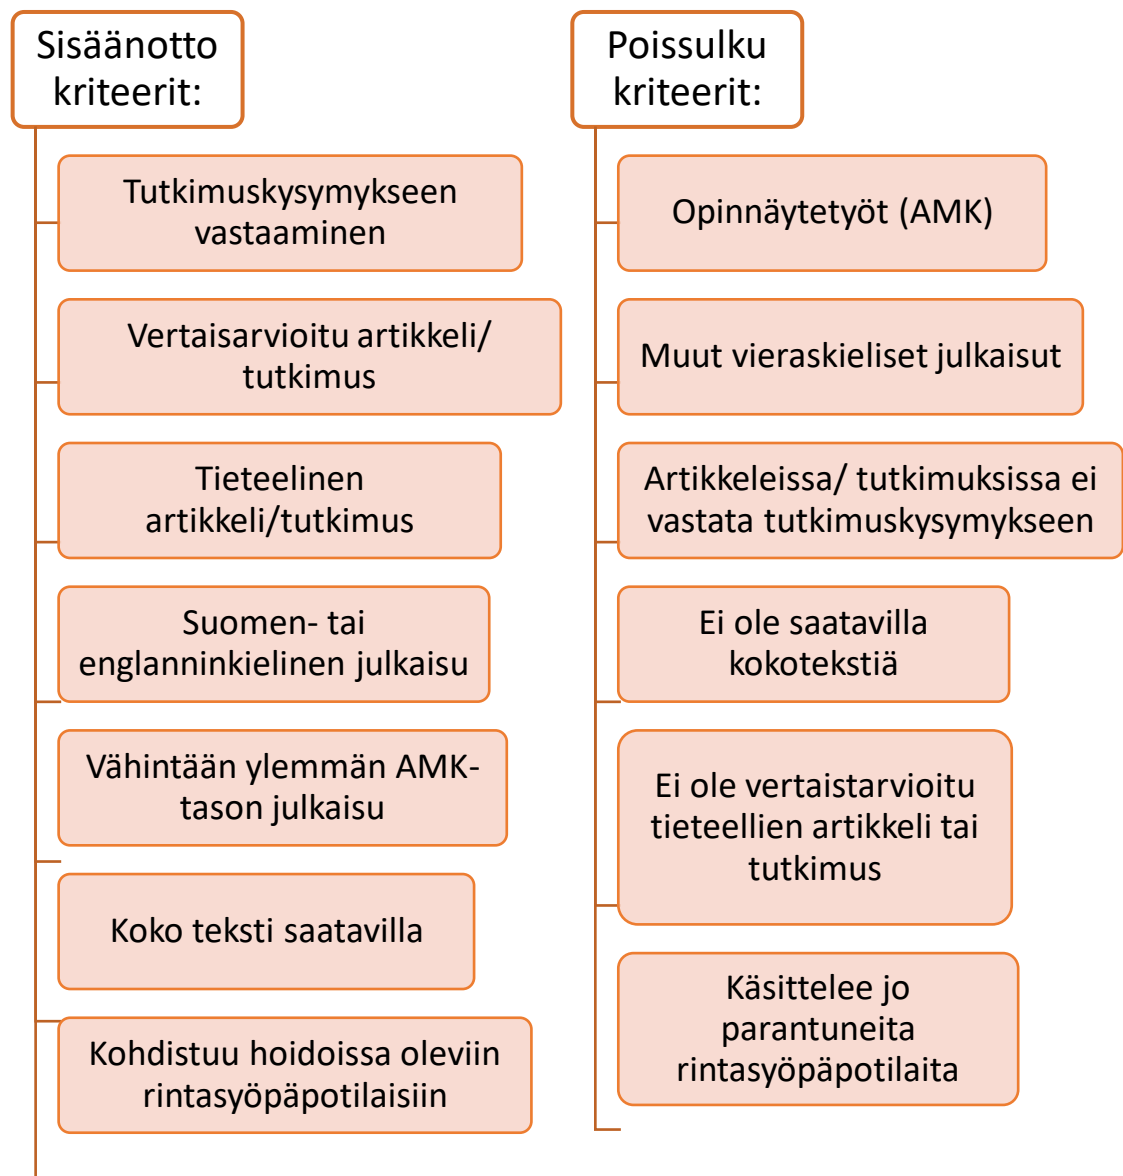 Sisäänotto
kriteerit:
Tutkimuskysymykseen
vastaaminen
Vertaisarvioitu artikkeli/
tutkimus
Tieteelinen
artikkeli/tutkimus
Suomen- tai
englanninkielinen julkaisu
Vähintään ylemmän AMK-
tason julkaisu
Koko teksti saatavilla
Kohdistuu hoidoissa oleviin
rintasyöpäpotilaisiin
Poissulku
kriteerit:
Opinnäytetyöt (AMK)
Muut vieraskieliset julkaisut
Artikkeleissa/ tutkimuksissa ei
vastata tutkimuskysymykseen
Ei ole saatavilla
kokotekstiä
Ei ole vertaistarvioitu
tieteellien artikkeli tai
tutkimus
Käsittelee jo
parantuneita
rintasyöpäpotilaita